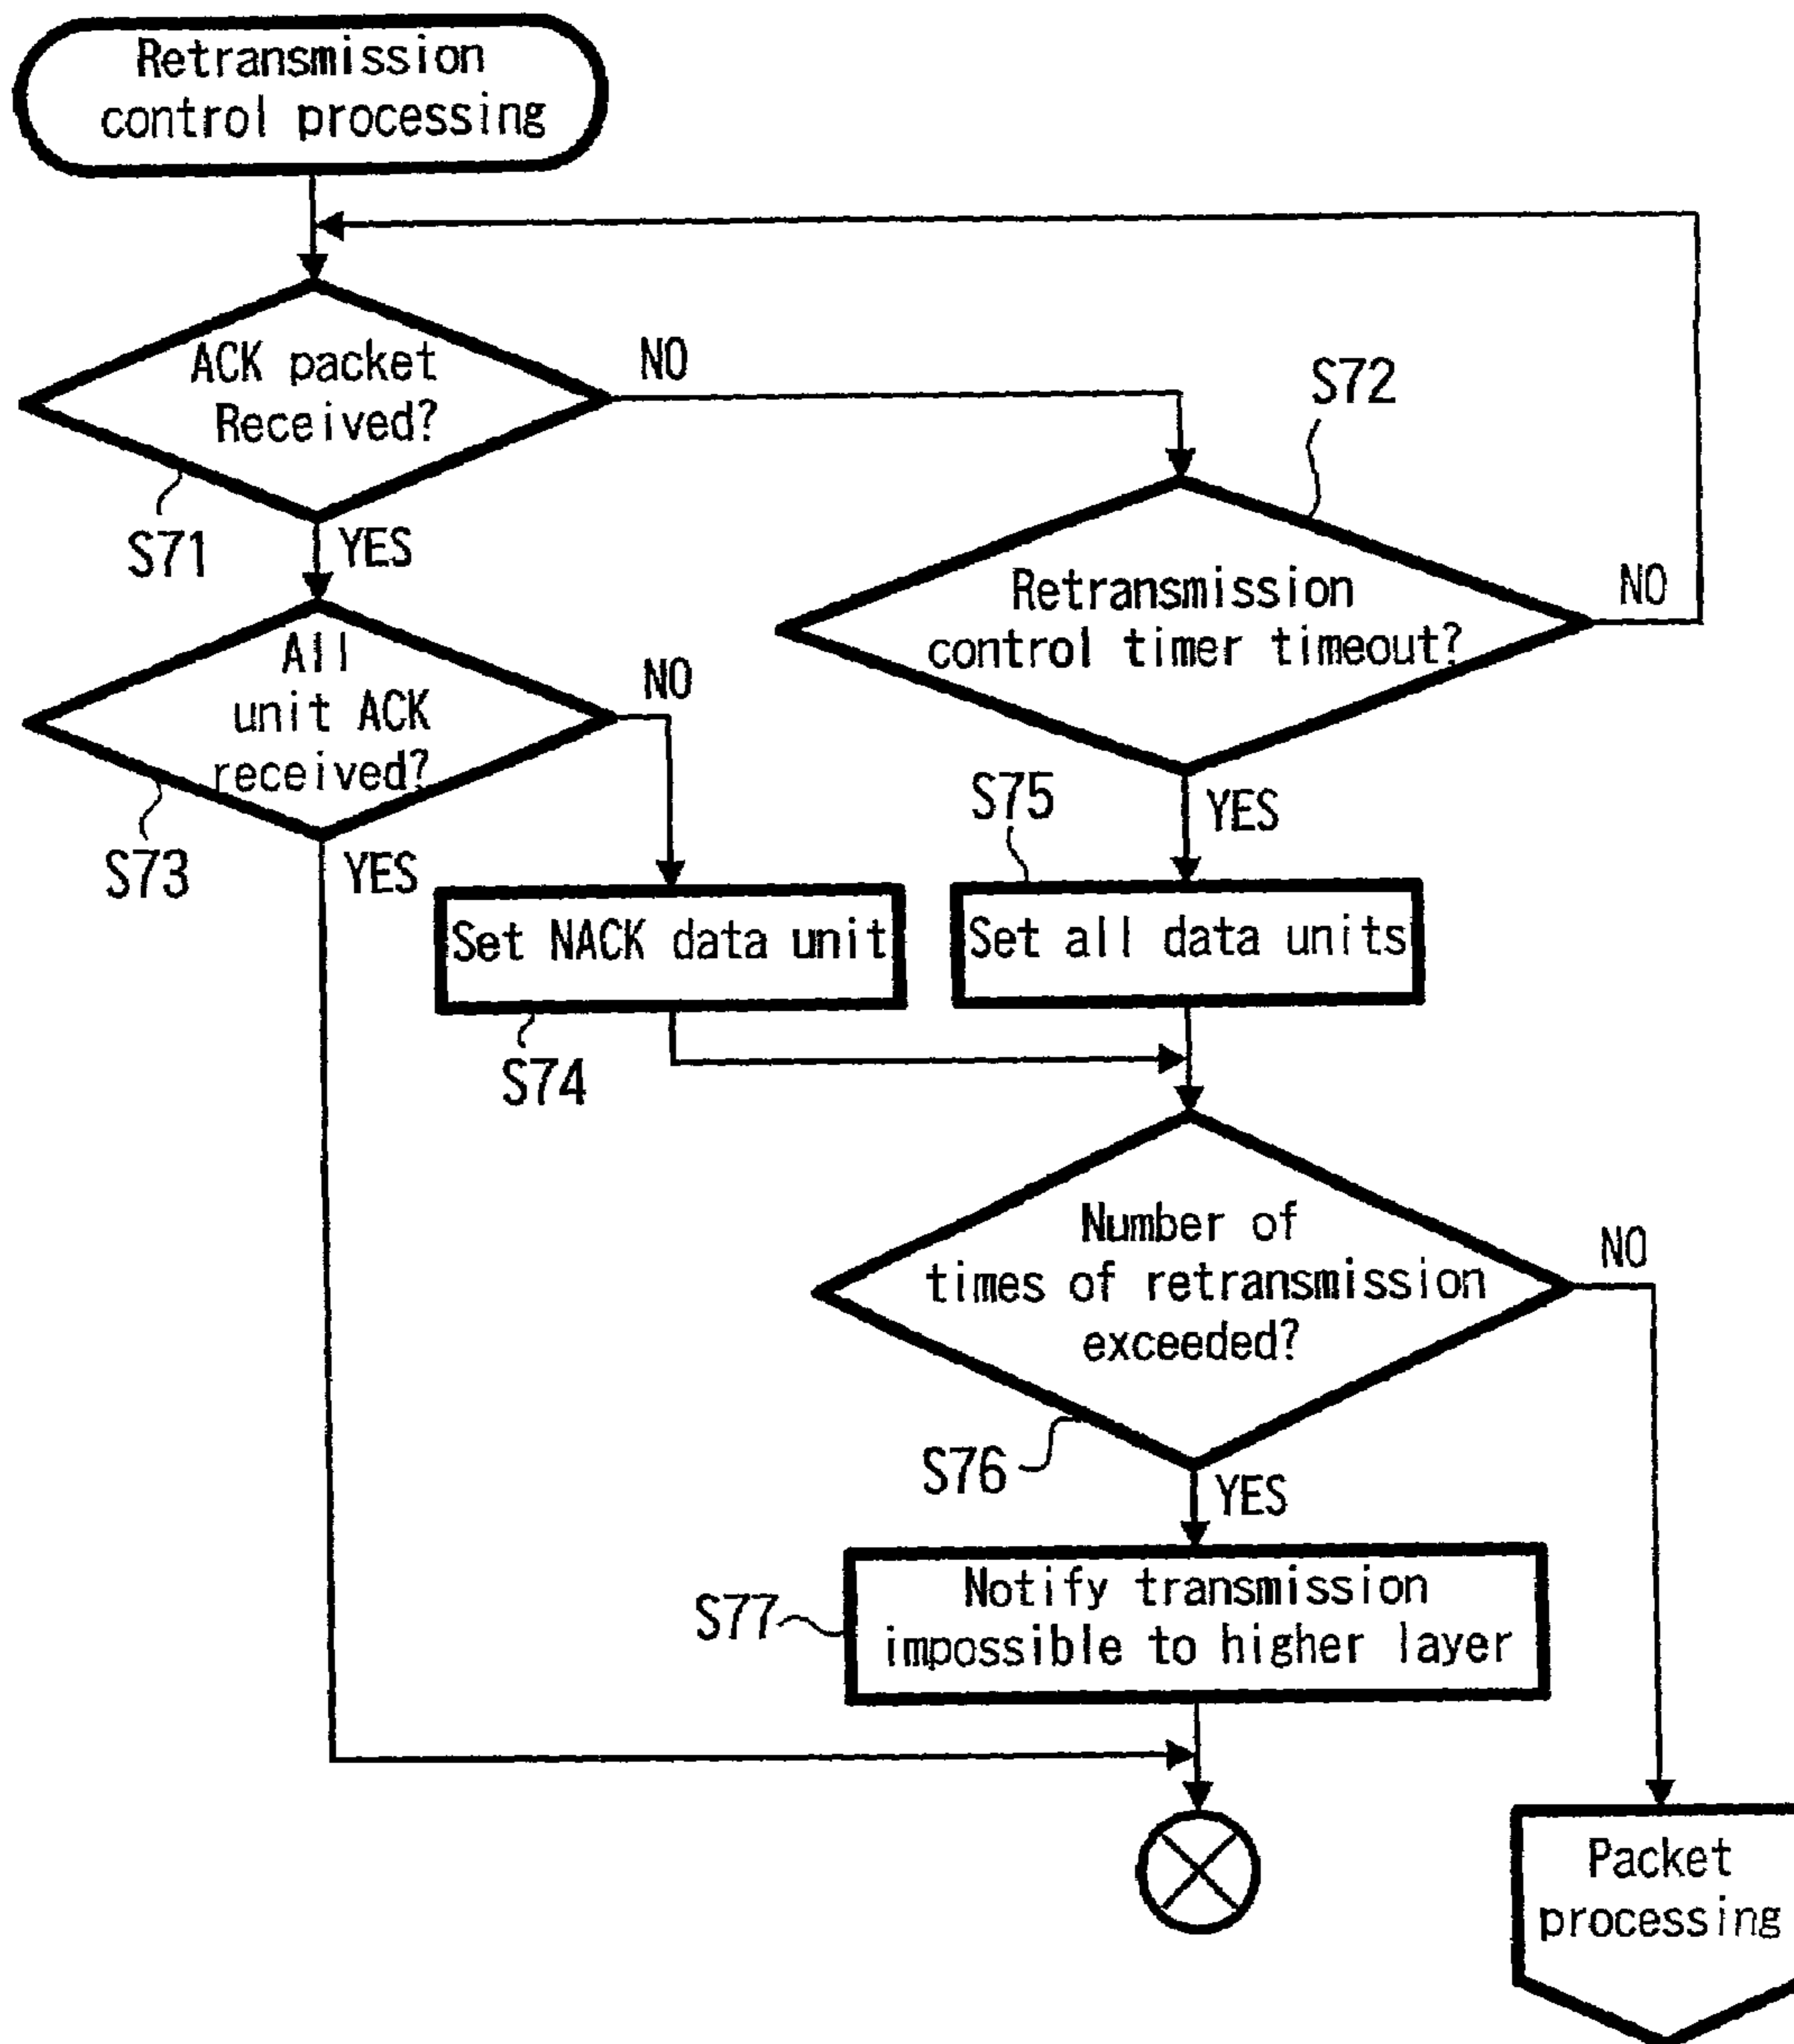 Retransmission
control processing
ACK packet
Received?
NO
S71
YES
S72
Retransmission
control timer timeout?
NO
All
unit ACK
received?
NO
S73
YES
S75
YES
Set NACK data unit
Set all data units
S74
Number of
times of retransmission
exceeded?
NO
S76
YES
S77
Notify transmission
impossible to higher layer
Packet
processing